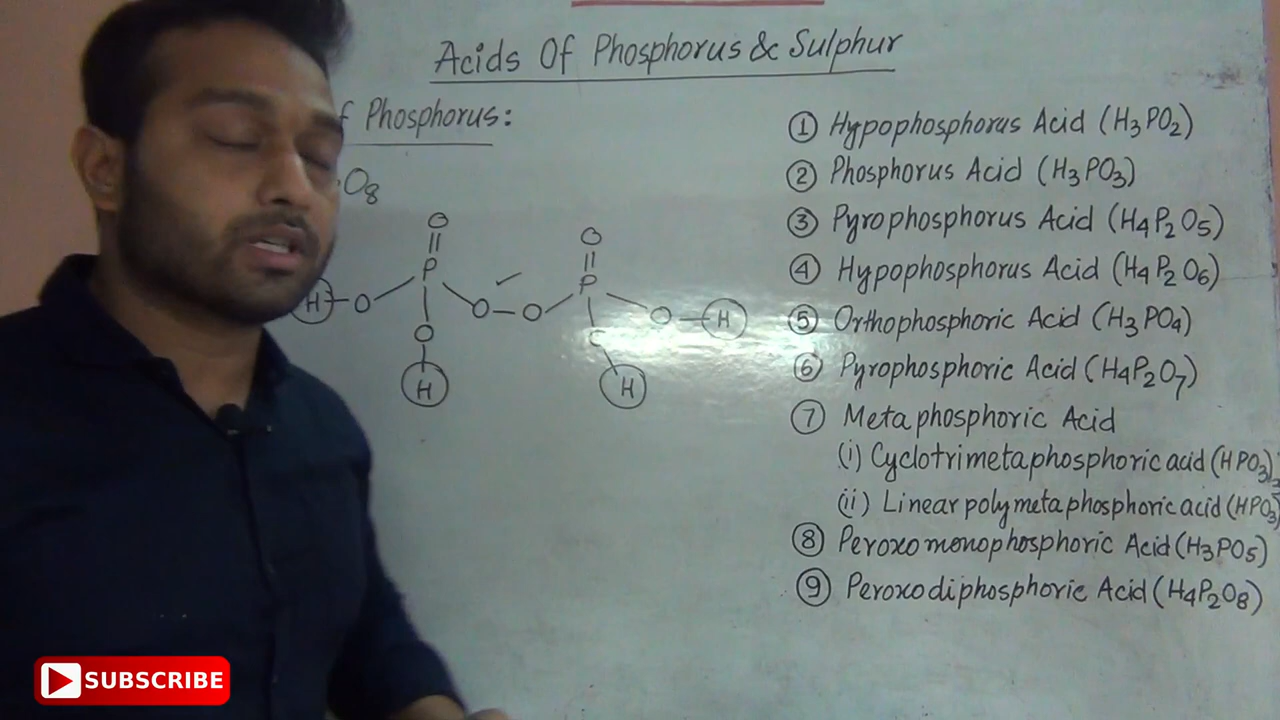 Acids Of Phosphorus & Sulphur
f Phosphorus:
O8
O
||
P
H-O
O-O
O
H
O
||
P
O-H
H
① Hypophosphorus Acid (H3PO2)
② Phosphorus Acid (H3PO3)
③ Pyrophosphorus Acid (H4P2O5)
④ Hypophosphorus Acid (H4P2O6)
⑤ Orthophosphoric Acid (H3PO4)
⑥ Pyrophosphoric Acid (H4P2O7)
⑦ Metaphosphoric Acid
(i) Cyclotrimetaphosphoric acid (HPO3)3
(ii) Linear polymetaphosphoric acid (HPO3)
⑧ Peroxomonophosphoric Acid (H3PO5)
⑨ Peroxodiphosphoric Acid (H4P2O8)
SUBSCRIBE